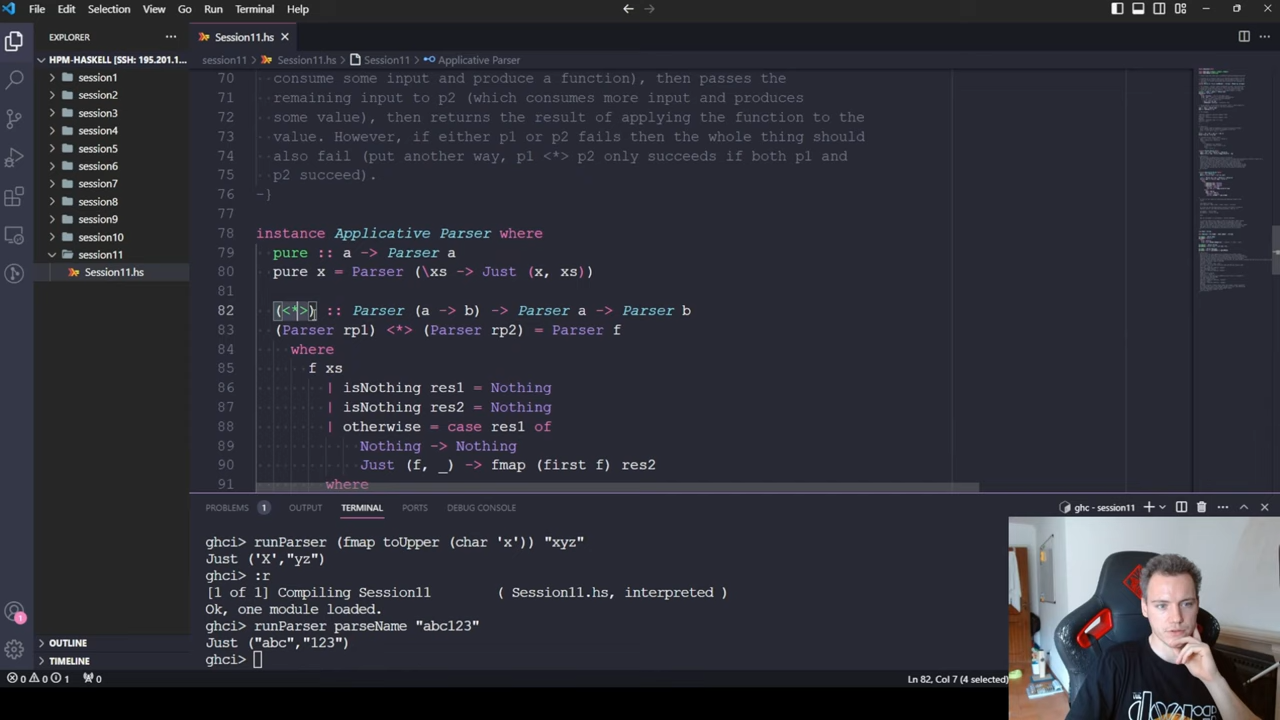 File Edit Selection View Go Run Terminal Help
EXPLORER
Session11.hs
HPM-HASKELL [SSH: 195.201.1...
session11 > Session11.hs > Session11 > Applicative Parser
session1
session2
session3
session4
session5
session6
session7
session8
session9
session10
session11
Session11.hs
70 consume some input and produce a function), then passes the
71 remaining input to p2 (which consumes more input and produces
72 some value), then returns the result of applying the function to the
73 value. However, if either p1 or p2 fails then the whole thing should
74 also fail (put another way, p1 <*> p2 only succeeds if both p1 and
75 p2 succeed).
76 -}
77
78 instance Applicative Parser where
79 pure :: a -> Parser a
80 pure x = Parser (\xs -> Just (x, xs))
81
82 (<*>) :: Parser (a -> b) -> Parser a -> Parser b
83 (Parser rp1) <*> (Parser rp2) = Parser f
84 where
85 f xs
86 | isNothing res1 = Nothing
87 | isNothing res2 = Nothing
88 | otherwise = case res1 of
89 Nothing -> Nothing
90 Just (f, _) -> fmap (first f) res2
91 where
PROBLEMS 1 OUTPUT TERMINAL PORTS DEBUG CONSOLE
ghc - session11
ghci> runParser (fmap toUpper (char 'x')) "xyz"
Just ('X',"yz")
ghci> :r
[1 of 1] Compiling Session11 ( Session11.hs, interpreted )
Ok, one module loaded.
ghci> runParser parseName "abc123"
Just ("abc","123")
ghci>
OUTLINE
TIMELINE
0 0 1 0
Ln 82, Col 7 (4 selected)